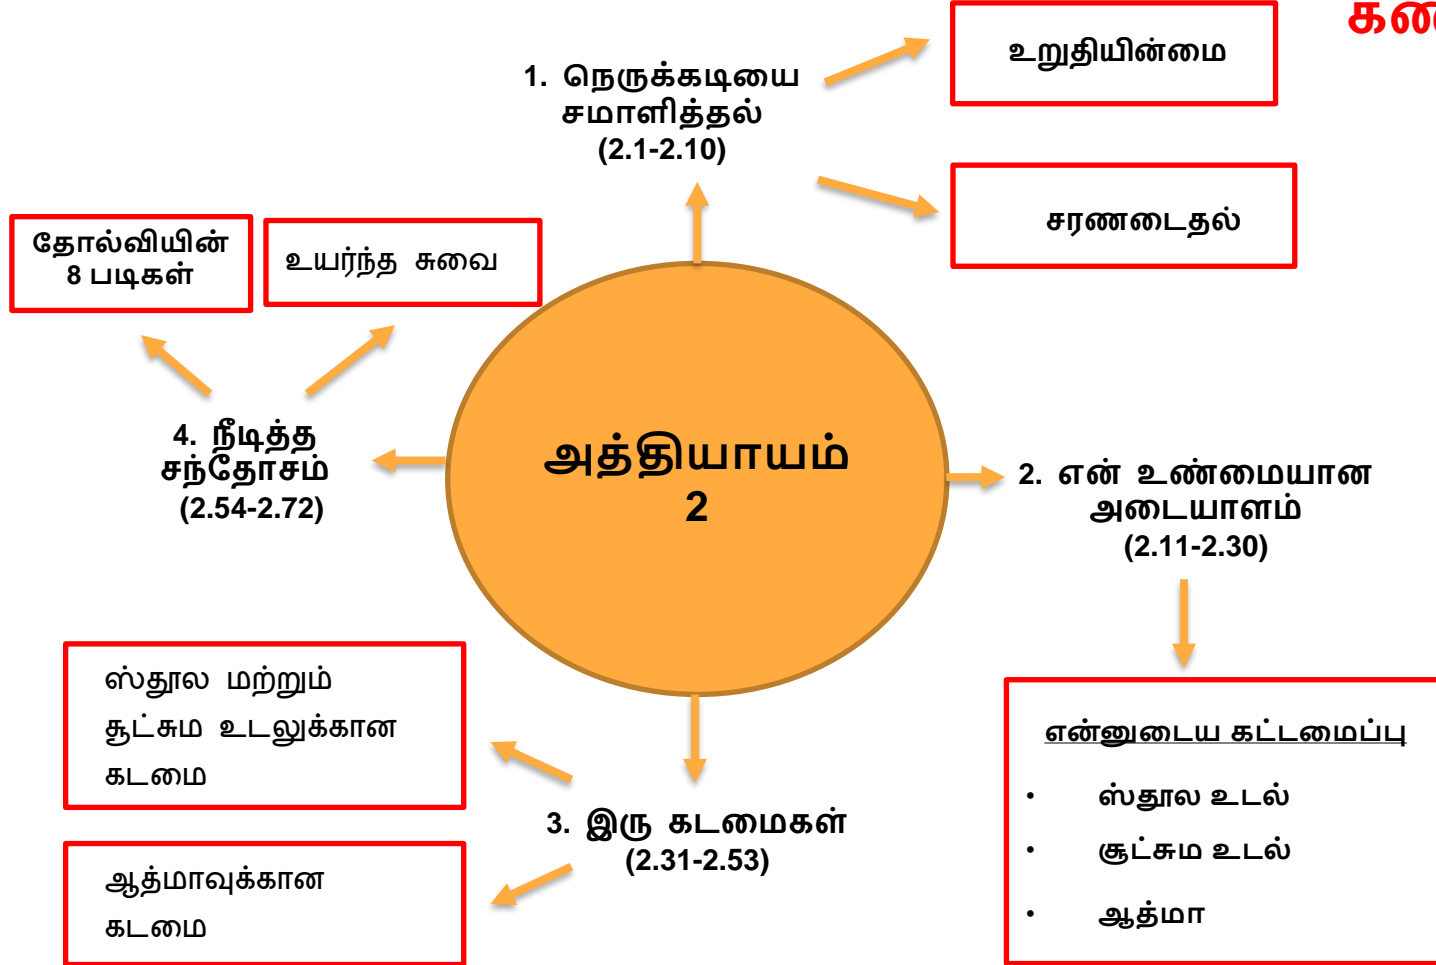 1. நெருக்கடியை
சமாளித்தல்
(2.1-2.10)
உறுதியின்மை
சரணடைதல்
தோல்வியின்
8 படிகள்
உயர்ந்த சுவை
4. நீடித்த
சந்தோசம்
(2.54-2.72)
அத்தியாயம்
2
2. என் உண்மையான
அடையாளம்
(2.11-2.30)
ஸ்தூல மற்றும்
சூட்சும உடலுக்கான
கடமை
3. இரு கடமைகள்
(2.31-2.53)
ஆத்மாவுக்கான
கடமை
என்னுடைய கட்டமைப்பு
• ஸ்தூல உடல்
• சூட்சும உடல்
• ஆத்மா